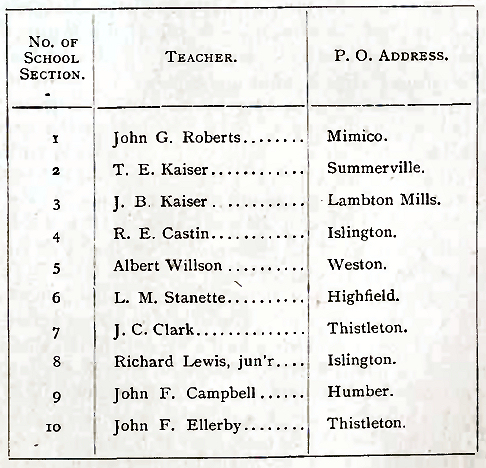 No. of School Section. Teacher. P. O. Address.
1 John G. Roberts........ Mimico.
2 T. E. Kaiser............ Summerville.
3 J. B. Kaiser............ Lambton Mills.
4 R. E. Castin............ Islington.
5 Albert Willson.......... Weston.
6 L. M. Stanette.......... Highfield.
7 J. C. Clark............. Thistleton.
8 Richard Lewis, jun'r.... Islington.
9 John F. Campbell...... Humber.
10 John F. Ellerby........ Thistleton.